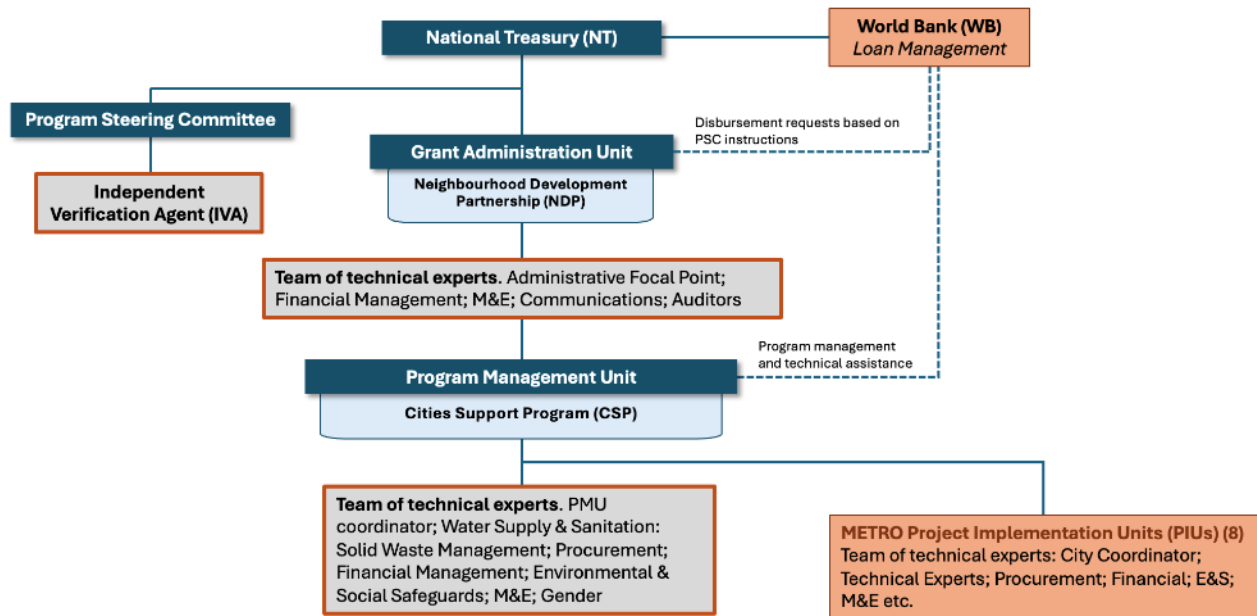 National Treasury (NT)
World Bank (WB)
Loan Management
Program Steering Committee
Disbursement requests based on
PSC instructions
Grant Administration Unit
Neighbourhood Development
Partnership (NDP)
Independent
Verification Agent (IVA)
Team of technical experts. Administrative Focal Point;
Financial Management; M&E; Communications; Auditors
Program management
and technical assistance
Program Management Unit
Cities Support Program (CSP)
Team of technical experts. PMU
coordinator; Water Supply & Sanitation:
Solid Waste Management; Procurement;
Financial Management; Environmental &
Social Safeguards; M&E; Gender
METRO Project Implementation Units (PIUs) (8)
Team of technical experts: City Coordinator;
Technical Experts; Procurement; Financial; E&S;
M&E etc.